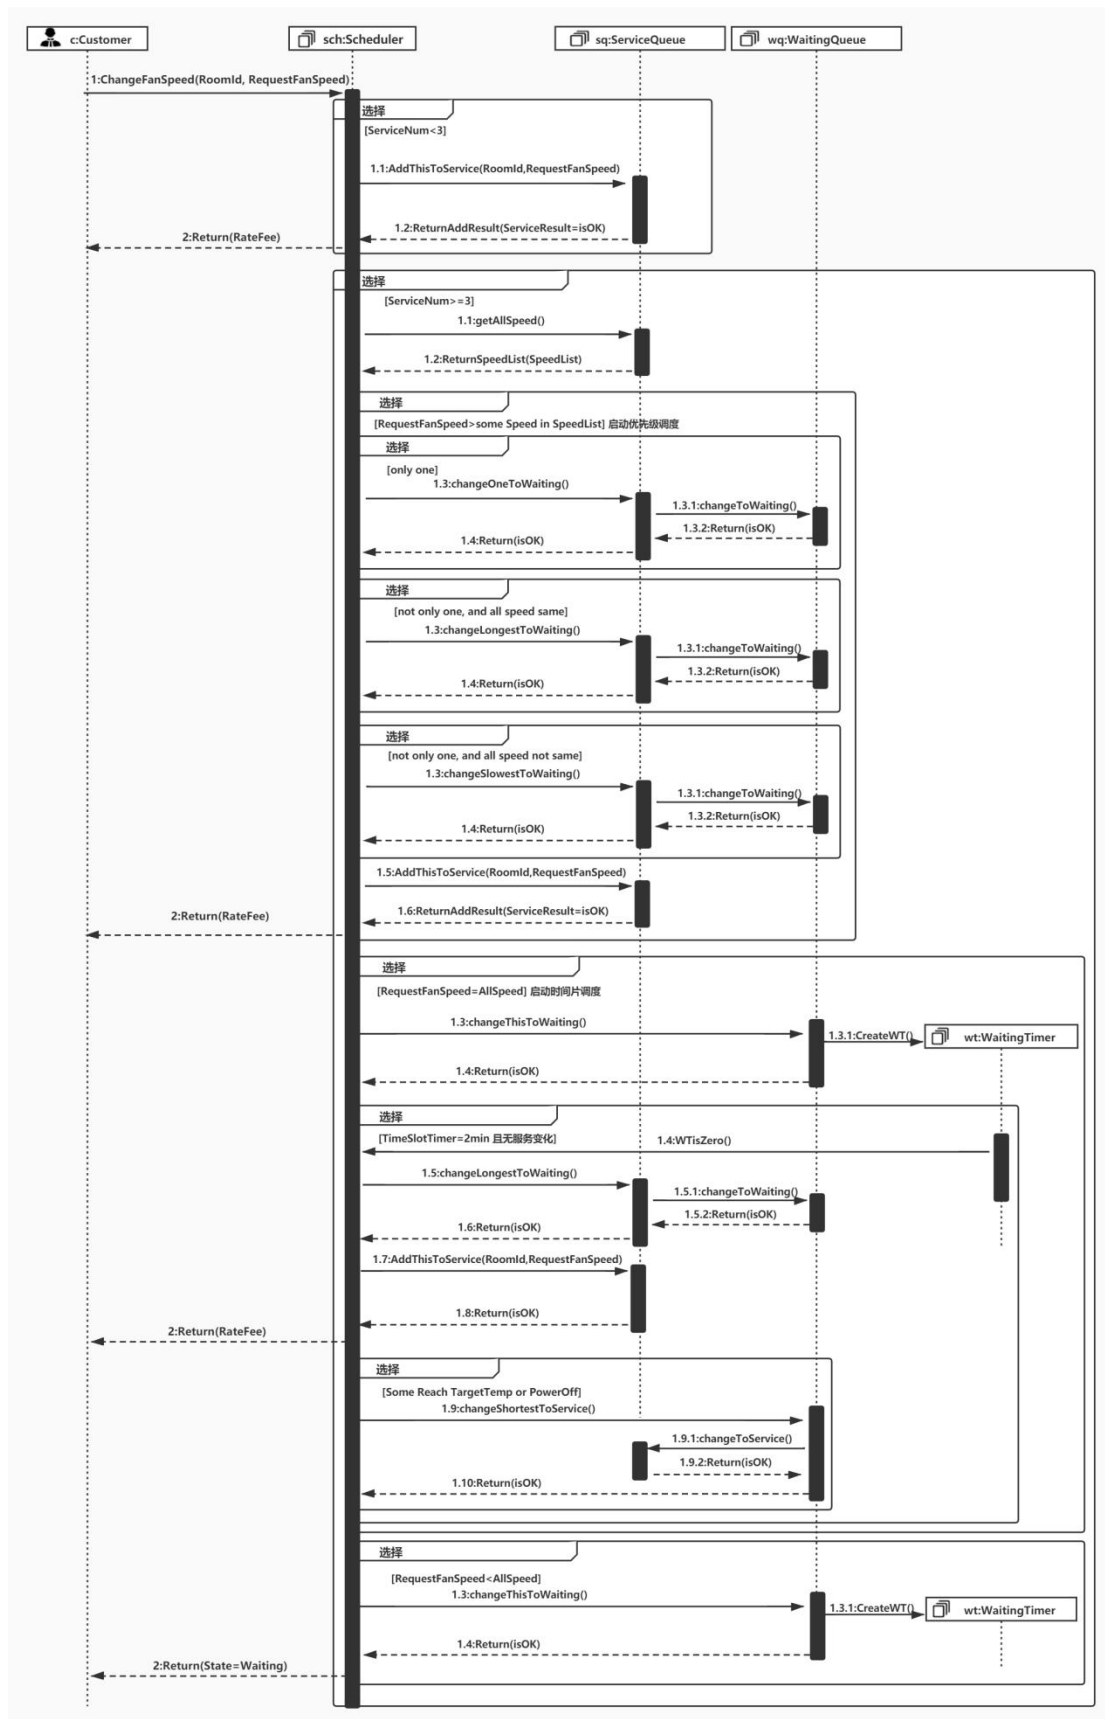 c:Customer
sch:Scheduler
sq:ServiceQueue
wq:WaitingQueue
1:ChangeFanSpeed(RoomId, RequestFanSpeed)
选择
[ServiceNum<3]
1.1:AddThisToService(RoomId,RequestFanSpeed)
1.2:ReturnAddResult(ServiceResult=isOK)
2:Return(RateFee)
选择
[ServiceNum>=3]
1.1:getAllSpeed()
1.2:ReturnSpeedList(SpeedList)
选择
[RequestFanSpeed>some Speed in SpeedList] 启动优先级调度
选择
[only one]
1.3:changeOneToWaiting()
1.3.1:changeToWaiting()
1.3.2:Return(isOK)
1.4:Return(isOK)
选择
[not only one, and all speed same]
1.3:changeLongestToWaiting()
1.3.1:changeToWaiting()
1.3.2:Return(isOK)
1.4:Return(isOK)
选择
[not only one, and all speed not same]
1.3:changeSlowestToWaiting()
1.3.1:changeToWaiting()
1.3.2:Return(isOK)
1.4:Return(isOK)
1.5:AddThisToService(RoomId,RequestFanSpeed)
1.6:ReturnAddResult(ServiceResult=isOK)
2:Return(RateFee)
选择
[RequestFanSpeed=AllSpeed] 启动时间片调度
1.3:changeThisToWaiting()
1.3.1:CreateWT()
wt:WaitingTimer
1.4:Return(isOK)
选择
[TimeSlotTimer=2min 且无服务变化]
1.4:WTisZero()
1.5:changeLongestToWaiting()
1.5.1:changeToWaiting()
1.5.2:Return(isOK)
1.6:Return(isOK)
1.7:AddThisToService(RoomId,RequestFanSpeed)
1.8:Return(isOK)
2:Return(RateFee)
选择
[Some Reach TargetTemp or PowerOff]
1.9:changeShortestToService()
1.9.1:changeToService()
1.9.2:Return(isOK)
1.10:Return(isOK)
选择
[RequestFanSpeed<AllSpeed]
1.3:changeThisToWaiting()
1.3.1:CreateWT()
wt:WaitingTimer
1.4:Return(isOK)
2:Return(State=Waiting)